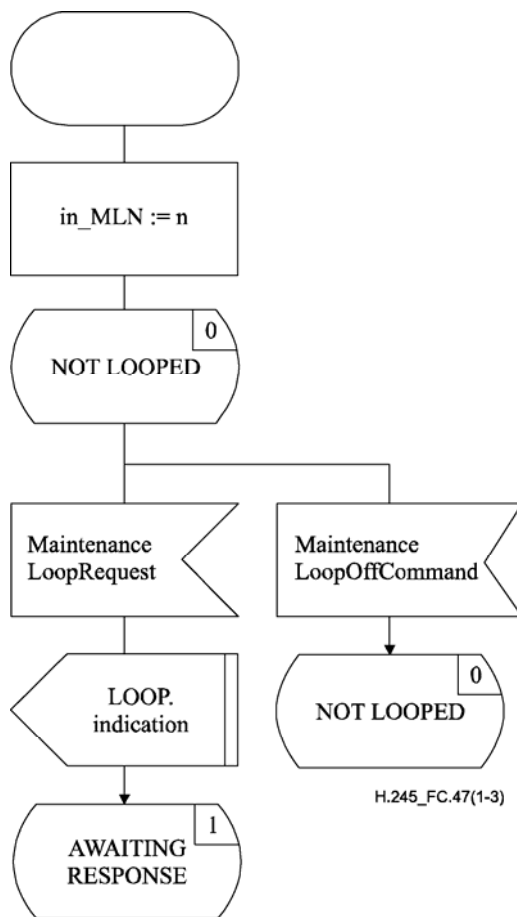 in_MLN := n
0
NOT LOOPED
Maintenance
LoopRequest
Maintenance
LoopOffCommand
LOOP.
indication
0
NOT LOOPED
H.245_FC.47(1-3)
1
AWAITING
RESPONSE